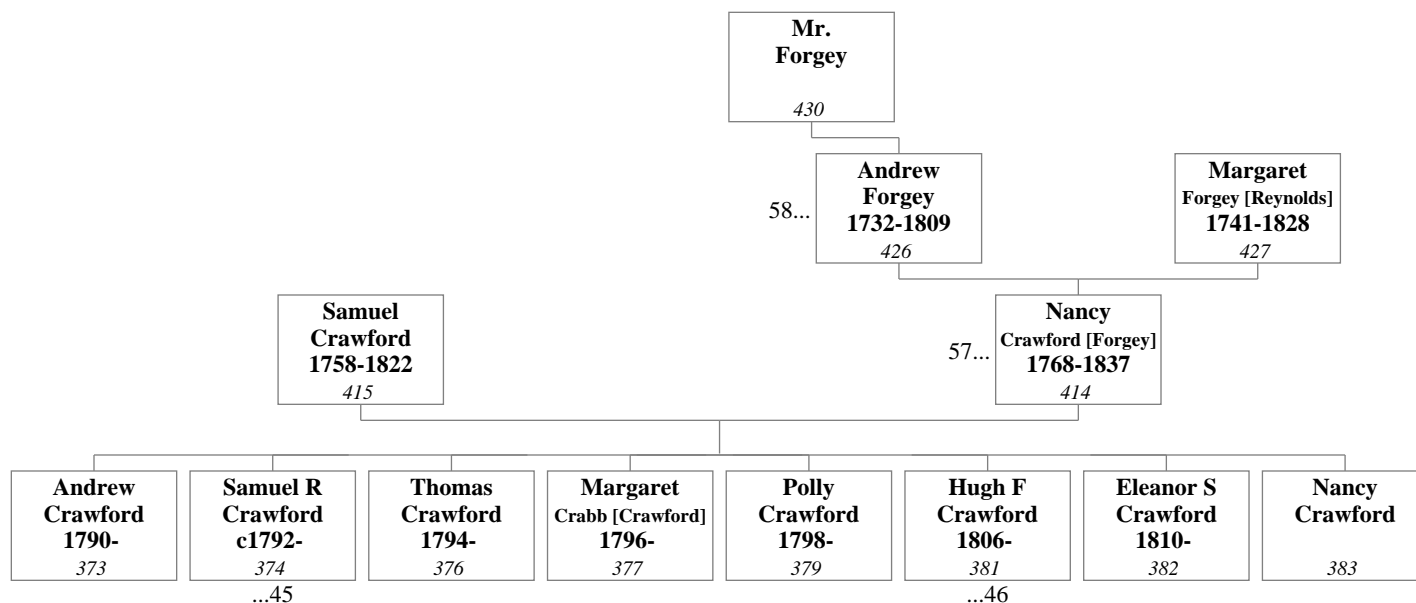 Mr.
Forgey
430
Andrew
Forgey
1732-1809
426
58...
Margaret
Forgey [Reynolds]
1741-1828
427
Samuel
Crawford
1758-1822
415
57...
Nancy
Crawford [Forgey]
1768-1837
414
Andrew
Crawford
1790-
373
Samuel R
Crawford
c1792-
374
...45
Thomas
Crawford
1794-
376
Margaret
Crabb [Crawford]
1796-
377
Polly
Crawford
1798-
379
Hugh F
Crawford
1806-
381
...46
Eleanor S
Crawford
1810-
382
Nancy
Crawford
383